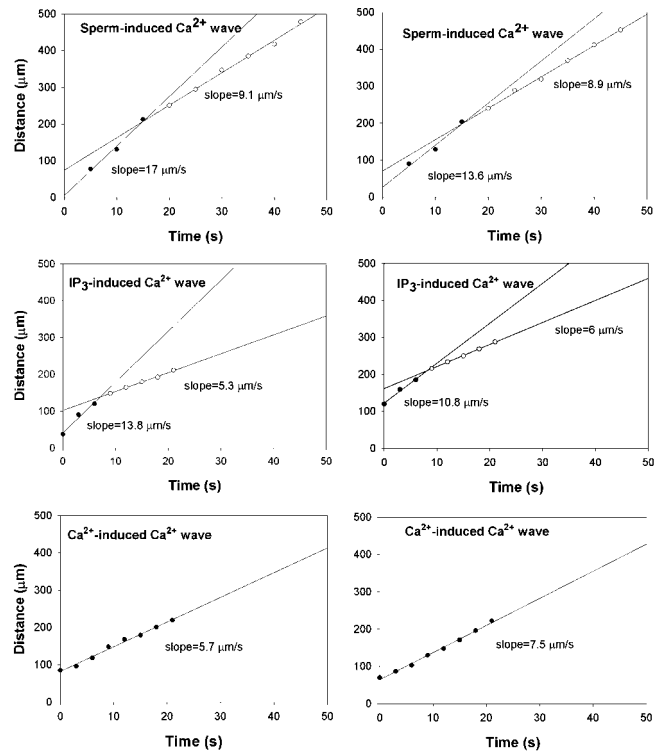 500
400
300
200
100
0
Distance (µm)
Sperm-induced Ca2+ wave
slope=9.1 µm/s
slope=17 µm/s
0 10 20 30 40 50
Time (s)
500
400
300
200
100
0
Sperm-induced Ca2+ wave
slope=8.9 µm/s
slope=13.6 µm/s
0 10 20 30 40 50
Time (s)
500
400
300
200
100
0
Distance (µm)
IP3-induced Ca2+ wave
slope=5.3 µm/s
slope=13.8 µm/s
0 10 20 30 40 50
Time (s)
500
400
300
200
100
0
IP3-induced Ca2+ wave
slope=6 µm/s
slope=10.8 µm/s
0 10 20 30 40 50
Time (s)
500
400
300
200
100
0
Distance (µm)
Ca2+-induced Ca2+ wave
slope=5.7 µm/s
0 10 20 30 40 50
Time (s)
500
400
300
200
100
0
Ca2+-induced Ca2+ wave
slope=7.5 µm/s
0 10 20 30 40 50
Time (s)